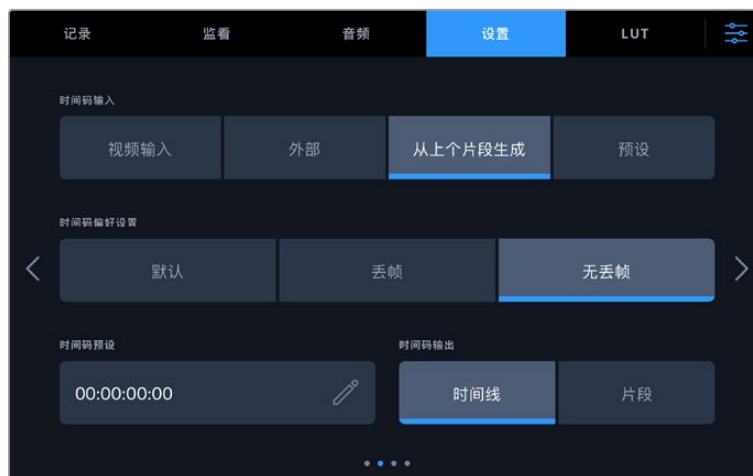 记录 监看 音频 设置 LUT
时间码输入
视频输入 外部 从上个片段生成 预设
时间码偏好设置
默认 丢帧 无丢帧
时间码预设 时间码输出
00:00:00:00 时间线 片段